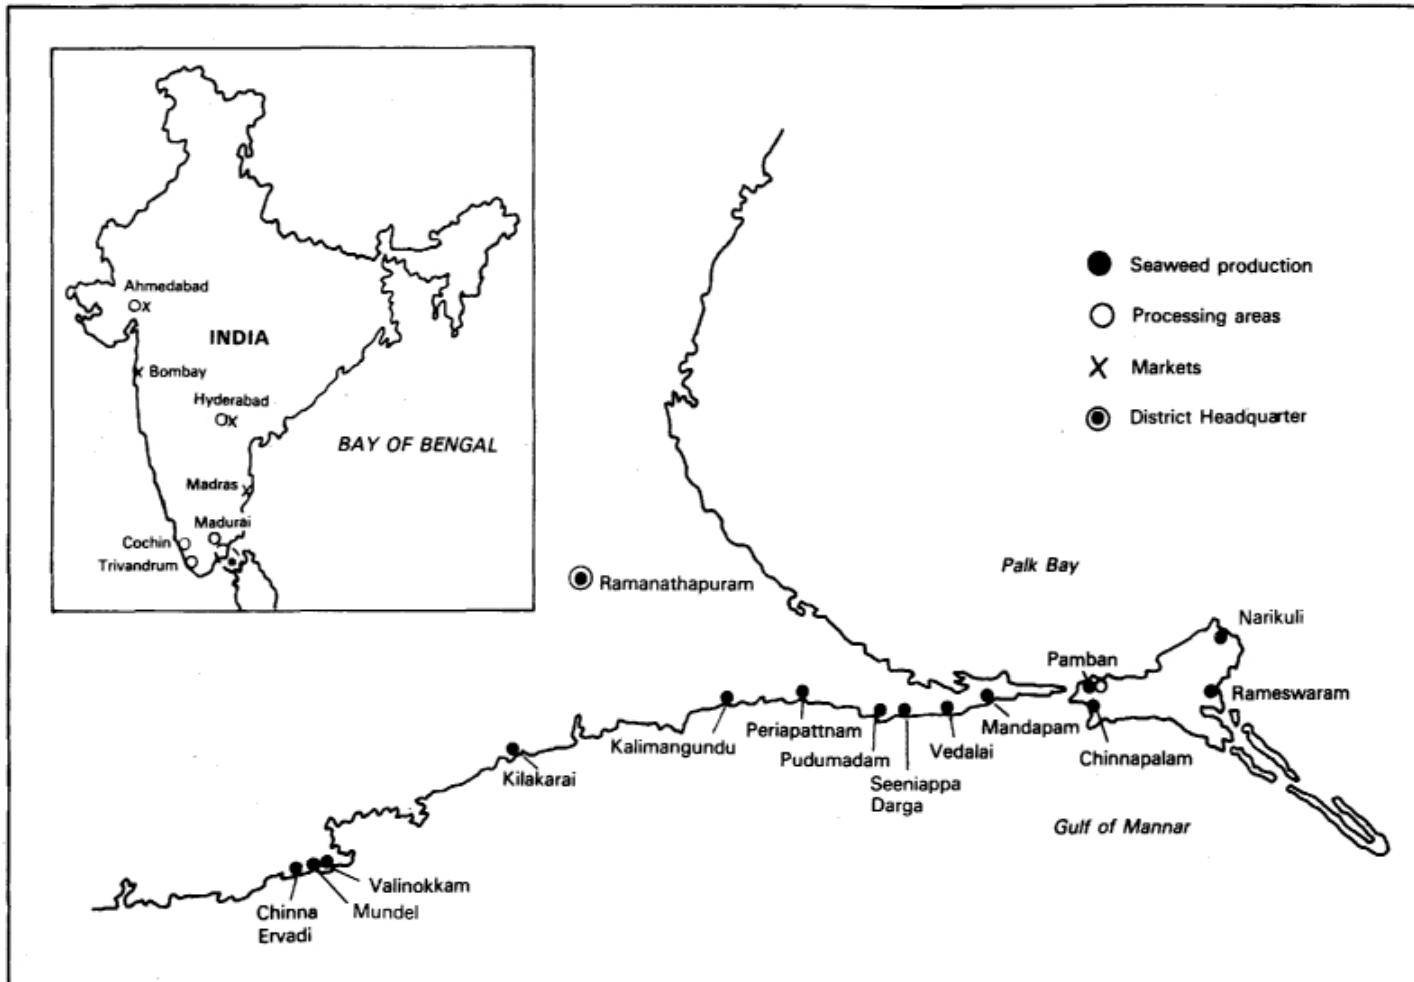 Ahmedabad
INDIA
Bombay
Hyderabad
BAY OF BENGAL
Madras
Madurai
Cochin
Trivandrum
Seaweed production
Processing areas
Markets
District Headquarter
Palk Bay
Ramanathapuram
Narikuli
Pamban
Rameswaram
Mandapam
Periapattnam
Kalimangundu
Vedalai
Pudumadam
Chinnapalam
Kilakarai
Seeniappa
Darga
Gulf of Mannar
Valinokkam
Mundel
Chinna
Ervadi